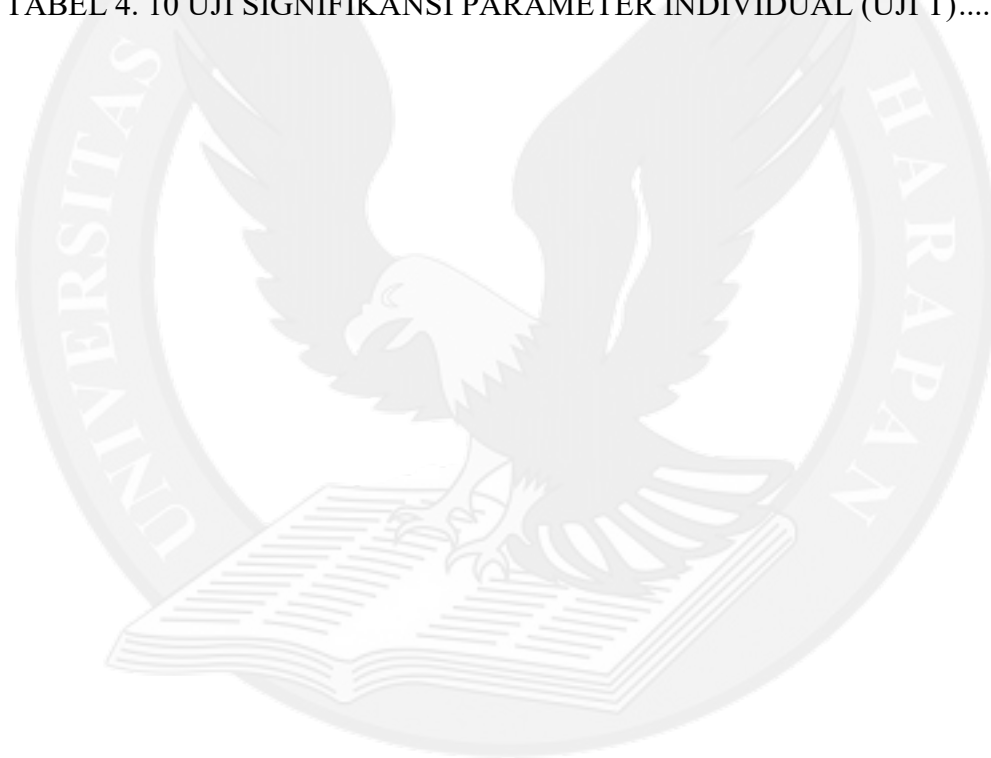 TABEL 4. 10 UJI SIGNIFIKANSI PARAMETER INDIVIDUAL (UJI T)....
UNIVERSITAS
HARAPAN